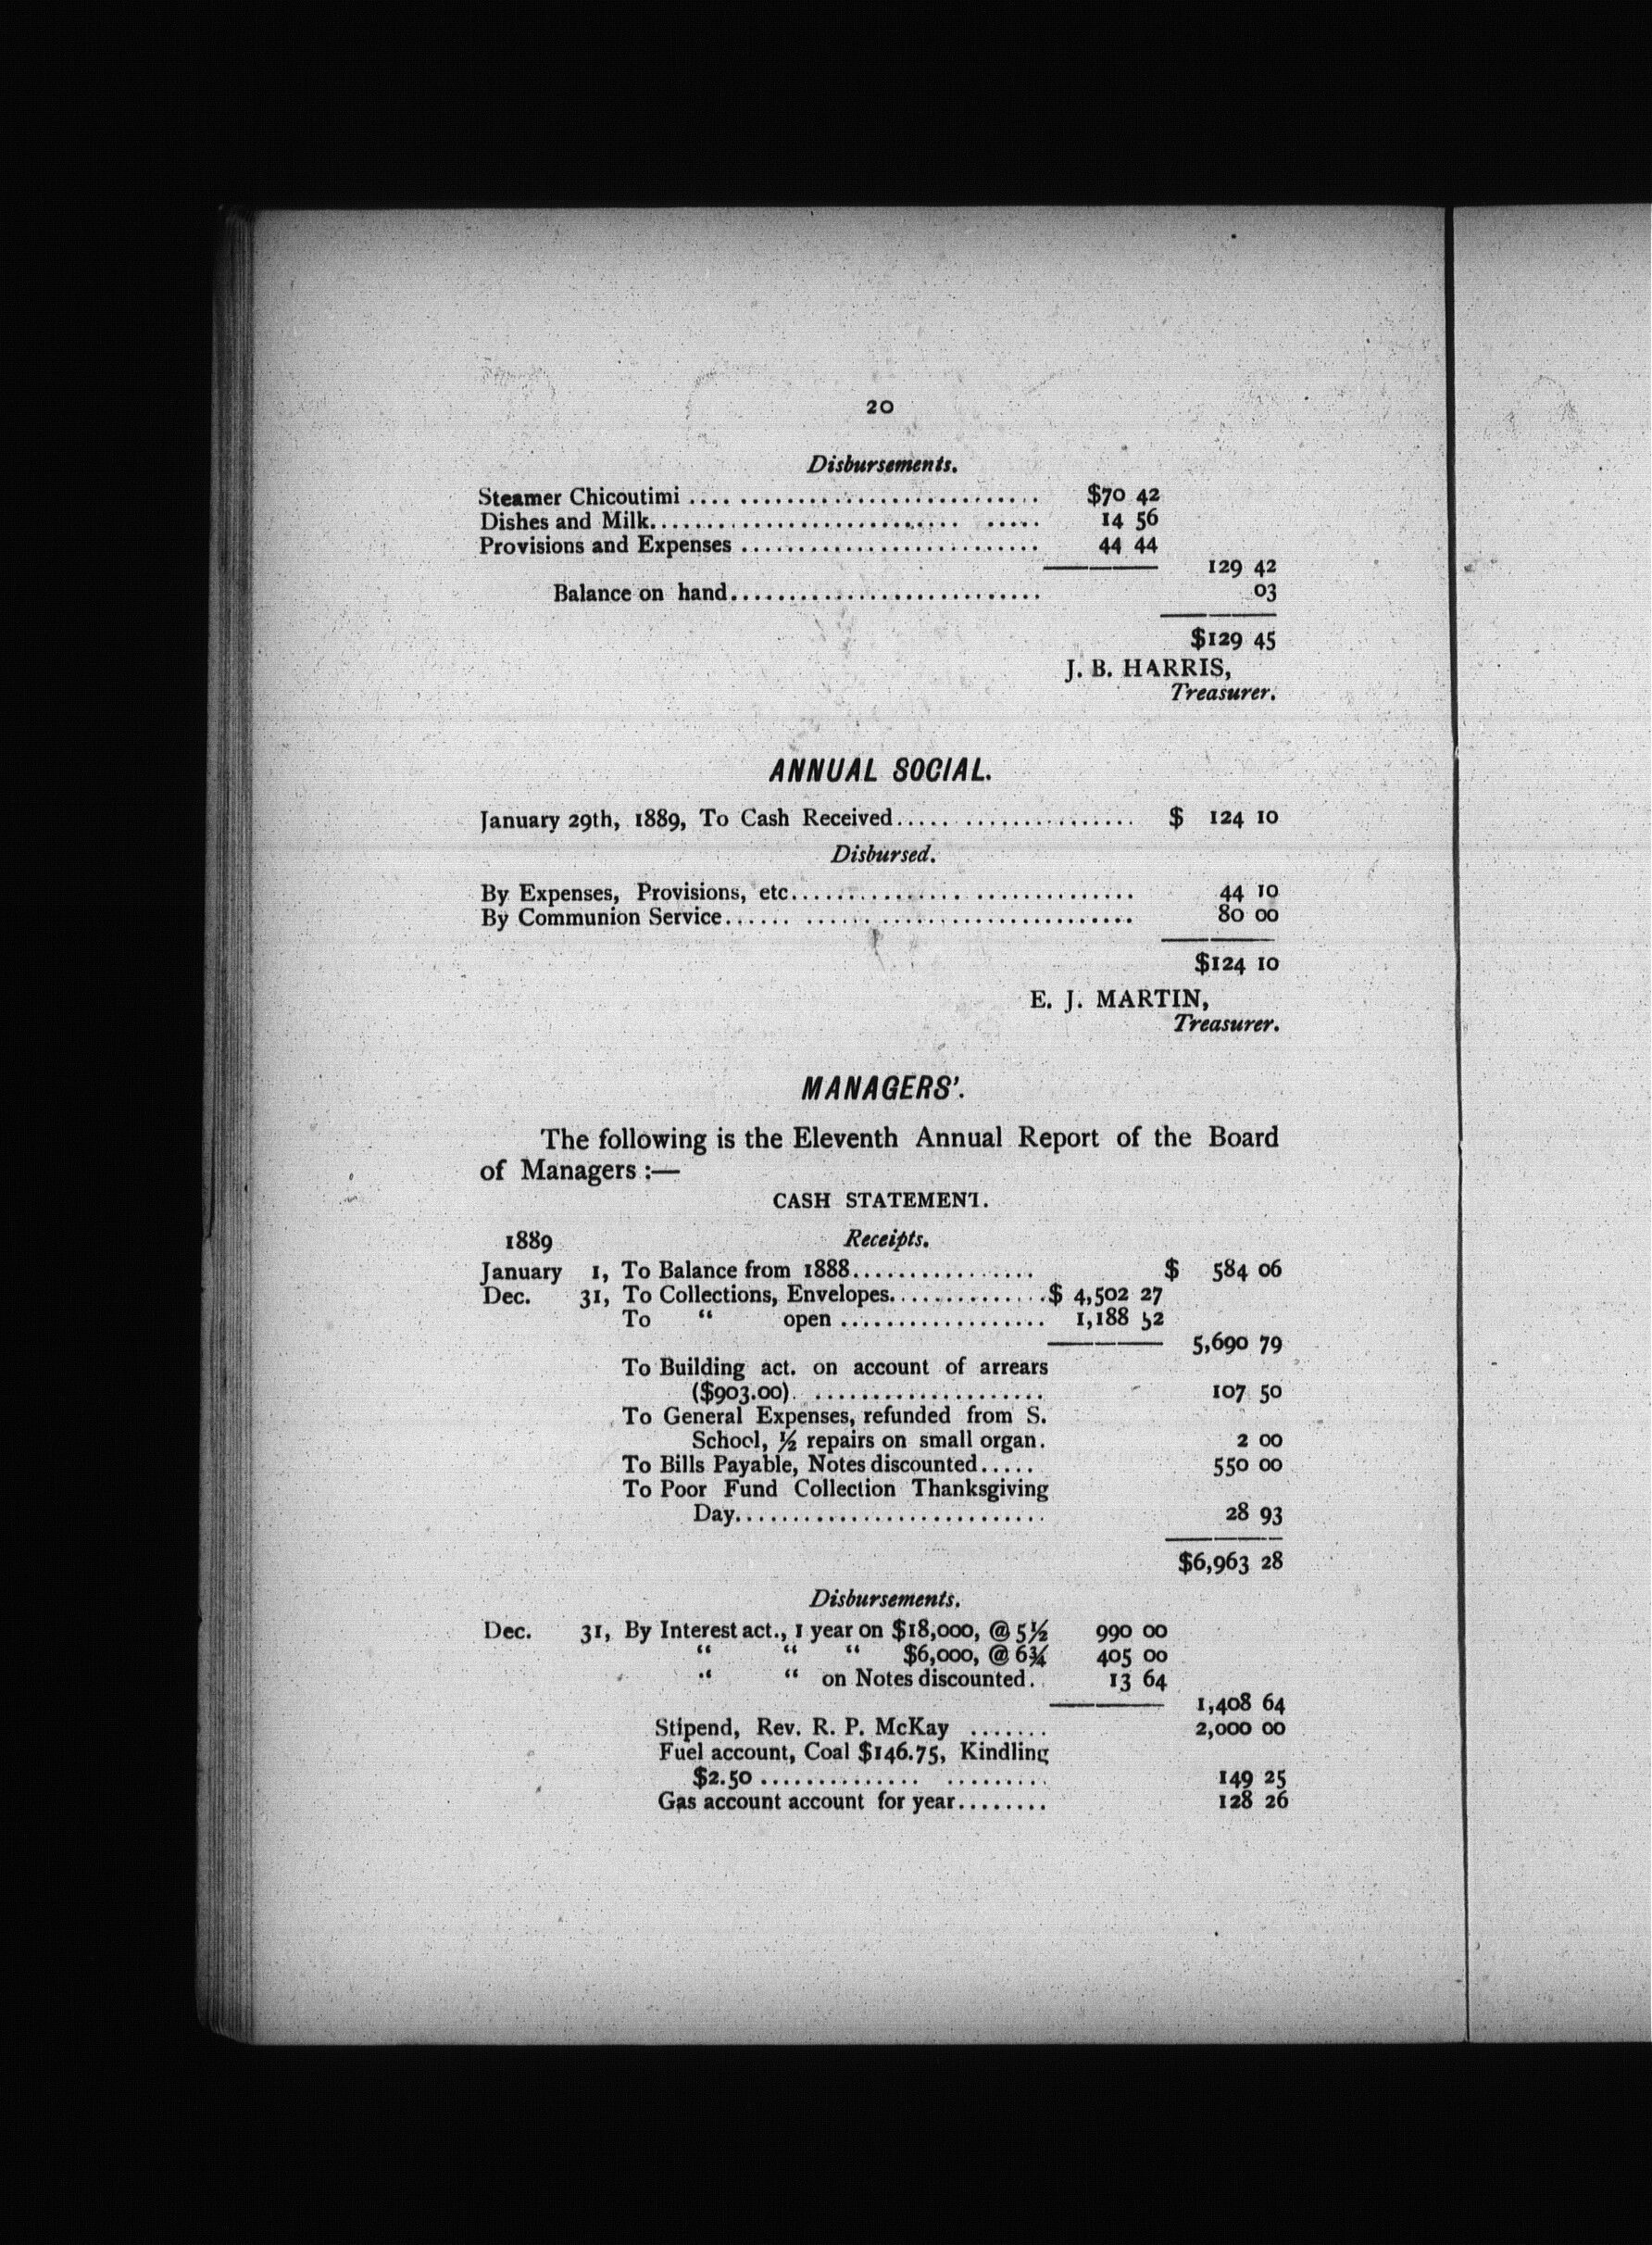 20
Disbursements.
Steamer Chicoutimi .... .......................... $70 42
Dishes and Milk.......................... ..... 14 56
Provisions and Expenses .......................... 44 44
129 42
Balance on hand.......................... 03
$129 45
J. B. HARRIS,
Treasurer.
ANNUAL SOCIAL.
January 29th, 1889, To Cash Received..... ............... $ 124 10
Disbursed.
By Expenses, Provisions, etc............... .............. 44 10
By Communion Service...... ...... ...................... 80 00
$124 10
E. J. MARTIN,
Treasurer.
MANAGERS'.
The following is the Eleventh Annual Report of the Board
of Managers :—
CASH STATEMENT.
1889 Receipts.
January 1, To Balance from 1888................ $ 584 06
Dec. 31, To Collections, Envelopes..............$ 4,502 27
To “ open .................. 1,188 52
5,690 79
To Building act. on account of arrears
($903.00). .................... 107 50
To General Expenses, refunded from S.
School, ½ repairs on small organ. 2 00
To Bills Payable, Notes discounted..... 550 00
To Poor Fund Collection Thanksgiving
Day........................... 28 93
$6,963 28
Disbursements.
Dec. 31, By Interest act., 1 year on $18,000, @ 5½ 990 00
“ “ “ $6,000, @ 6¾ 405 00
“ “ on Notes discounted. 13 64
1,408 64
Stipend, Rev. R. P. McKay ....... 2,000 00
Fuel account, Coal $146.75, Kindling
$2.50 .............. ......... 149 25
Gas account account for year........ 128 26